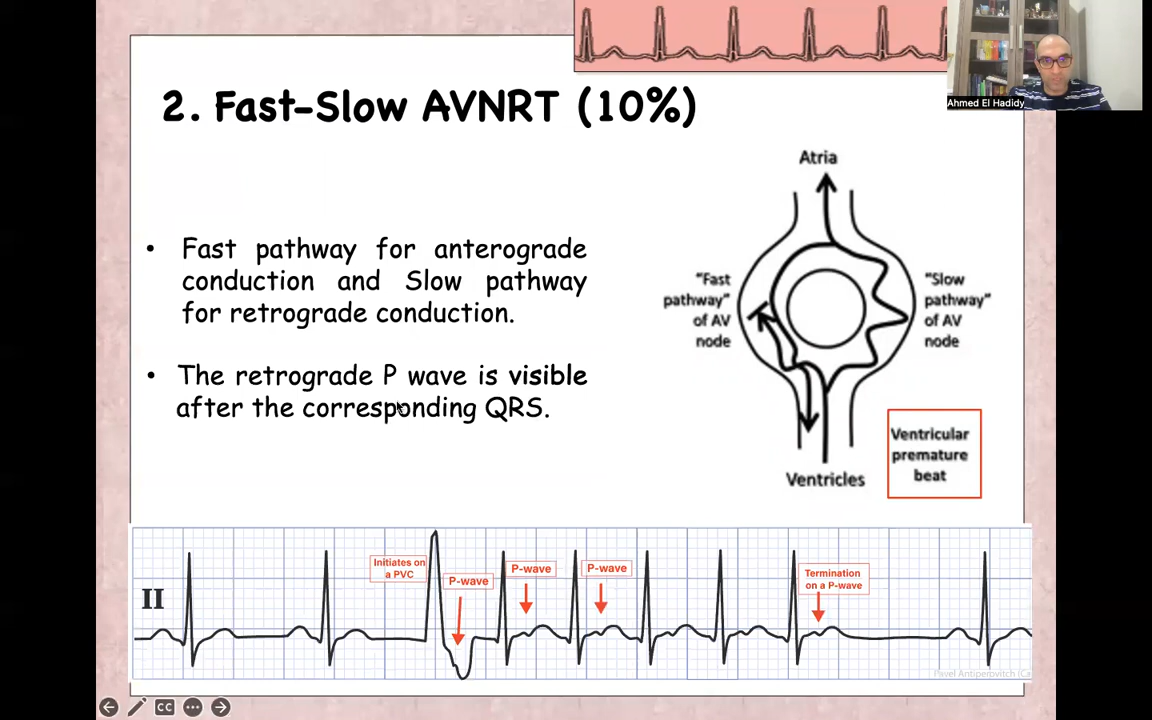 Ahmed El Hadidy
2. Fast-Slow AVNRT (10%)
• Fast pathway for anterograde
conduction and Slow pathway
for retrograde conduction.
• The retrograde P wave is visible
after the corresponding QRS.
Atria
"Fast
pathway"
of AV
node
"Slow
pathway"
of AV
node
Ventricles
Ventricular
premature
beat
II
Initiates on
a PVC
P-wave
P-wave
P-wave
Termination
on a P-wave
Pavel Antiperovitch (Ca
CC